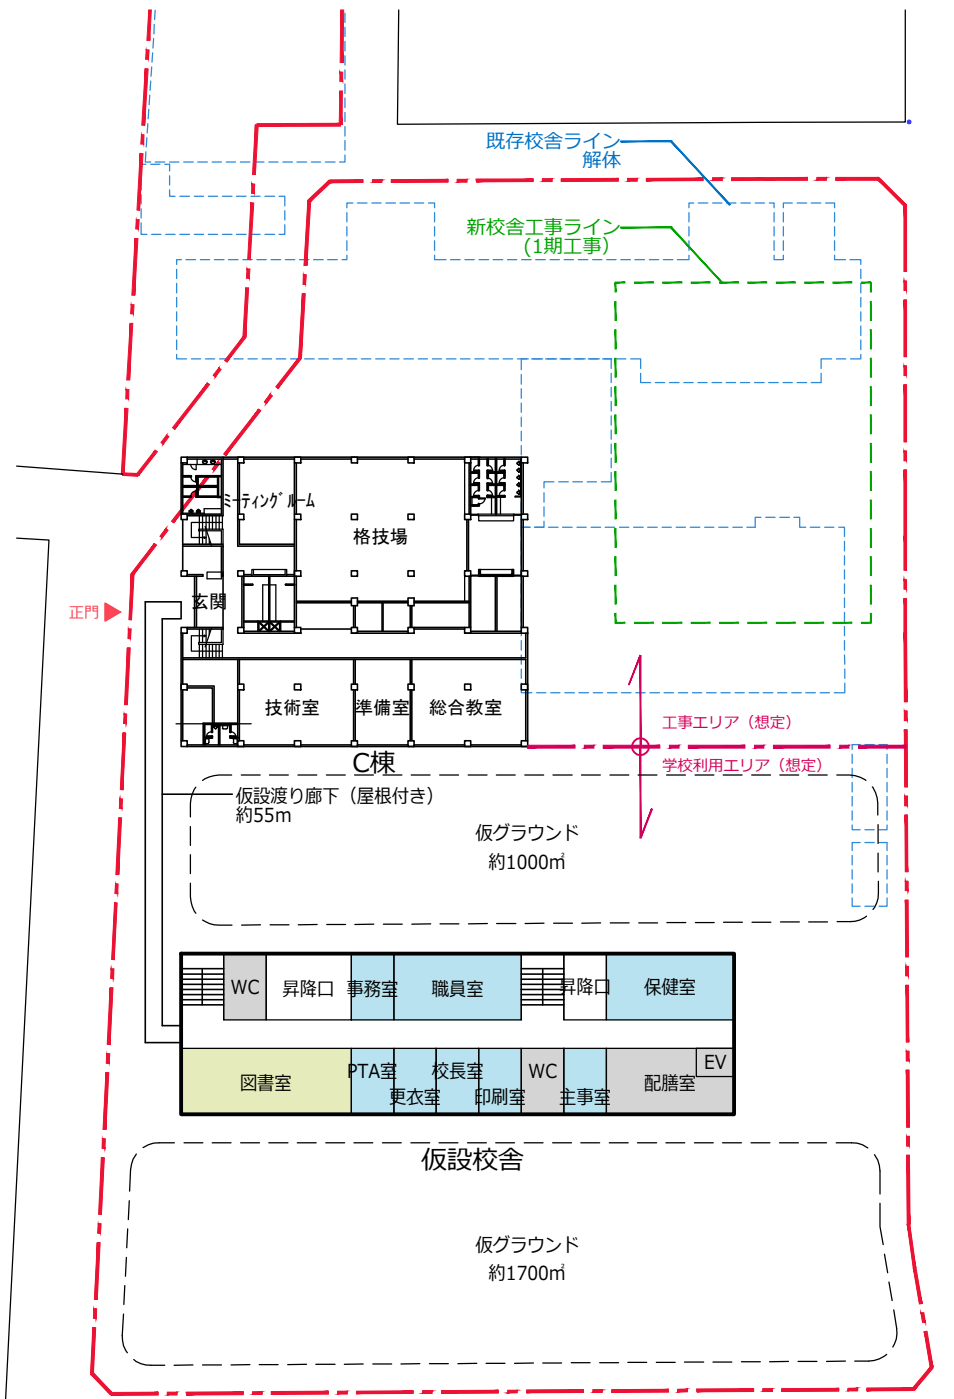 既存校舎ライン
解体
新校舎工事ライン
(1期工事)
ミーティングルーム
格技場
玄関
正門
技術室
準備室
総合教室
工事エリア（想定）
学校利用エリア（想定）
C棟
仮設渡り廊下（屋根付き）
約55m
仮グラウンド
約1000㎡
WC
昇降口
事務室
職員室
昇降口
保健室
図書室
PTA室
更衣室
校長室
印刷室
WC
主事室
配膳室
EV
仮設校舎
仮グラウンド
約1700㎡